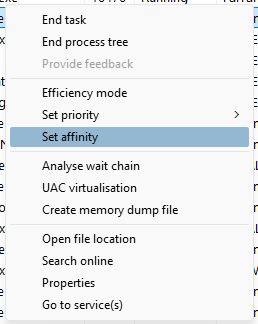 Running
End task
End process tree
Provide feedback
Efficiency mode
Set priority
Set affinity
Analyse wait chain
UAC virtualisation
Create memory dump file
Open file location
Search online
Properties
Go to service(s)